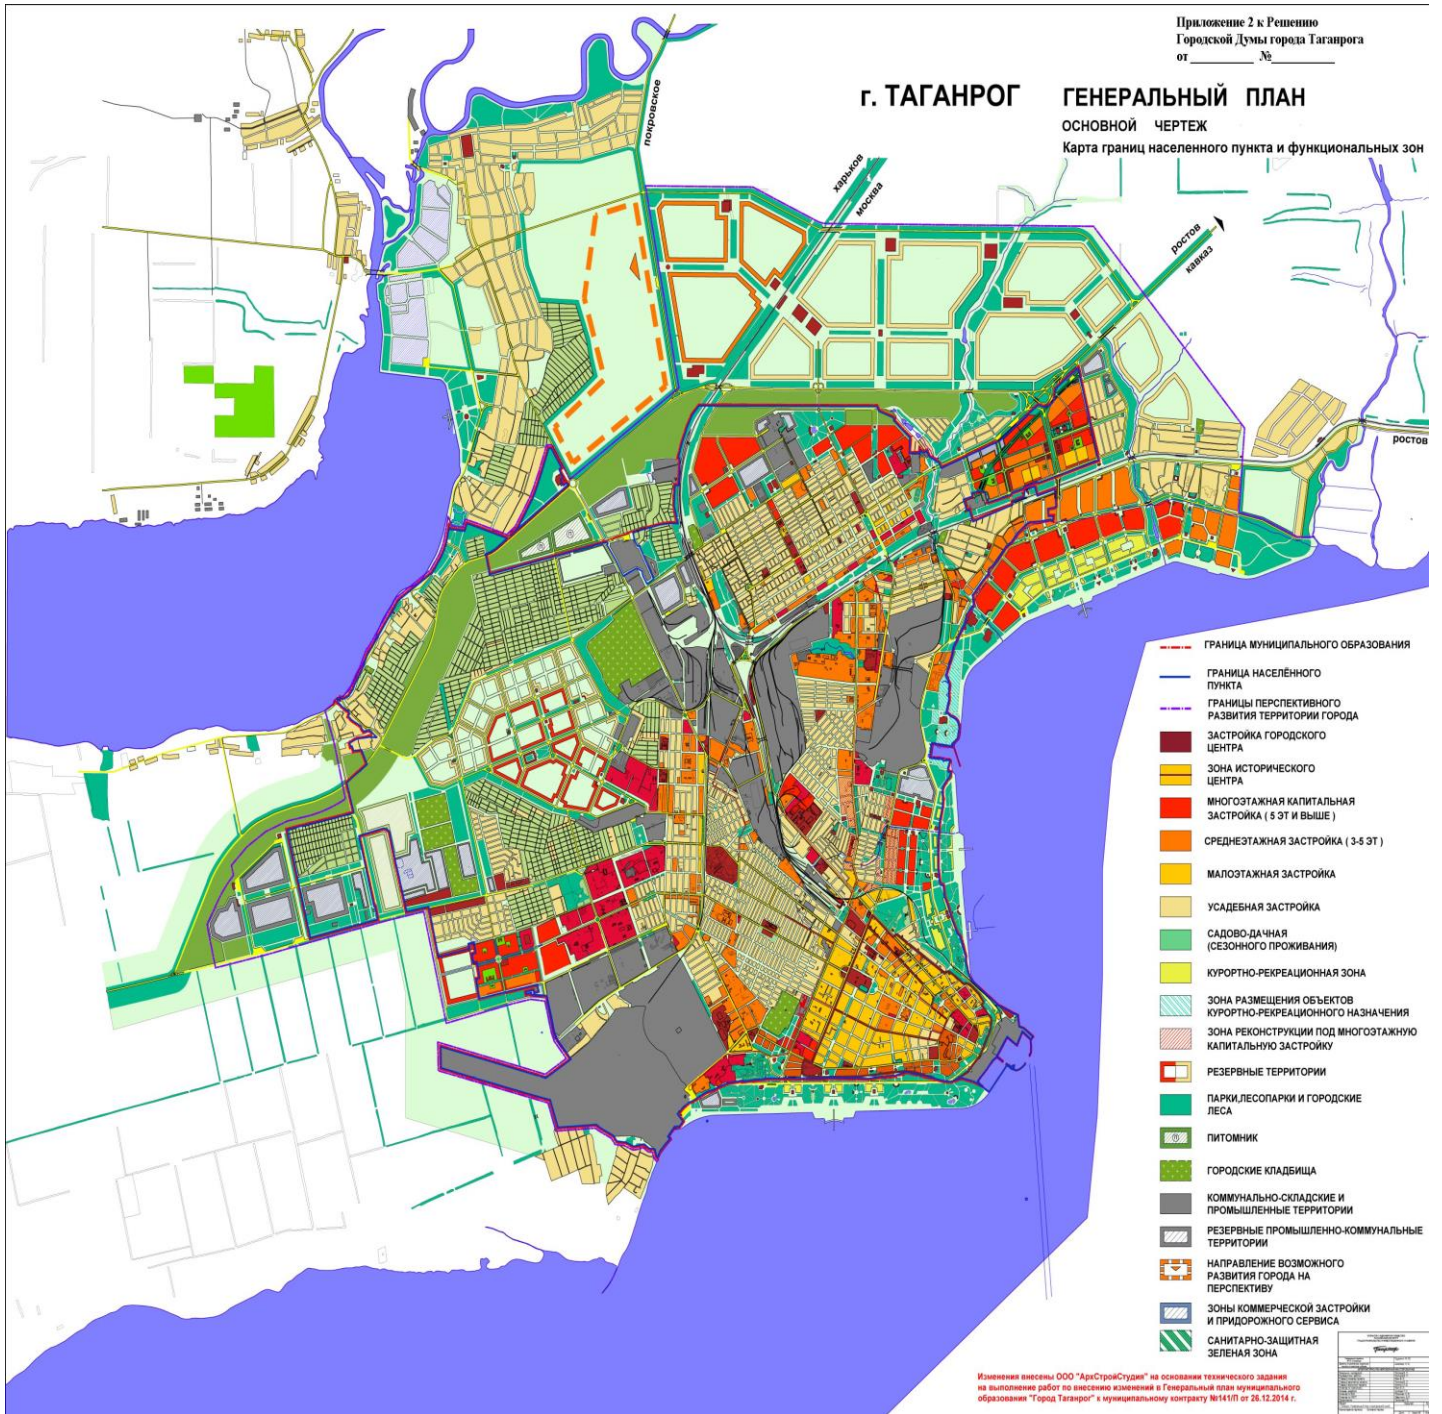 Приложение 2 к Решению
Городской Думы города Таганрога
от __________ №__________
г. ТАГАНРОГ ГЕНЕРАЛЬНЫЙ ПЛАН
ОСНОВНОЙ ЧЕРТЕЖ
Карта границ населенного пункта и функциональных зон
покровское
харьков
москва
ростов
кавказ
ростов
ГРАНИЦА МУНИЦИПАЛЬНОГО ОБРАЗОВАНИЯ
ГРАНИЦА НАСЕЛЁННОГО
ПУНКТА
ГРАНИЦЫ ПЕРСПЕКТИВНОГО
РАЗВИТИЯ ТЕРРИТОРИИ ГОРОДА
ЗАСТРОЙКА ГОРОДСКОГО
ЦЕНТРА
ЗОНА ИСТОРИЧЕСКОГО
ЦЕНТРА
МНОГОЭТАЖНАЯ КАПИТАЛЬНАЯ
ЗАСТРОЙКА ( 5 ЭТ И ВЫШЕ )
СРЕДНЕЭТАЖНАЯ ЗАСТРОЙКА ( 3-5 ЭТ )
МАЛОЭТАЖНАЯ ЗАСТРОЙКА
УСАДЕБНАЯ ЗАСТРОЙКА
САДОВО-ДАЧНАЯ
(СЕЗОННОГО ПРОЖИВАНИЯ)
КУРОРТНО-РЕКРЕАЦИОННАЯ ЗОНА
ЗОНА РАЗМЕЩЕНИЯ ОБЪЕКТОВ
КУРОРТНО-РЕКРЕАЦИОННОГО НАЗНАЧЕНИЯ
ЗОНА РЕКОНСТРУКЦИИ ПОД МНОГОЭТАЖНУЮ
КАПИТАЛЬНУЮ ЗАСТРОЙКУ
РЕЗЕРВНЫЕ ТЕРРИТОРИИ
ПАРКИ,ЛЕСОПАРКИ И ГОРОДСКИЕ
ЛЕСА
ПИТОМНИК
ГОРОДСКИЕ КЛАДБИЩА
КОММУНАЛЬНО-СКЛАДСКИЕ И
ПРОМЫШЛЕННЫЕ ТЕРРИТОРИИ
РЕЗЕРВНЫЕ ПРОМЫШЛЕННО-КОММУНАЛЬНЫЕ
ТЕРРИТОРИИ
НАПРАВЛЕНИЕ ВОЗМОЖНОГО
РАЗВИТИЯ ГОРОДА НА
ПЕРСПЕКТИВУ
ЗОНЫ КОММЕРЧЕСКОЙ ЗАСТРОЙКИ
И ПРИДОРОЖНОГО СЕРВИСА
САНИТАРНО-ЗАЩИТНАЯ
ЗЕЛЕНАЯ ЗОНА
Изменения внесены ООО "АрхСтройСтудия" на основании технического задания
на выполнение работ по внесению изменений в Генеральный план муниципального
образования "Город Таганрог" к муниципальному контракту №141/П от 26.12.2014 г.